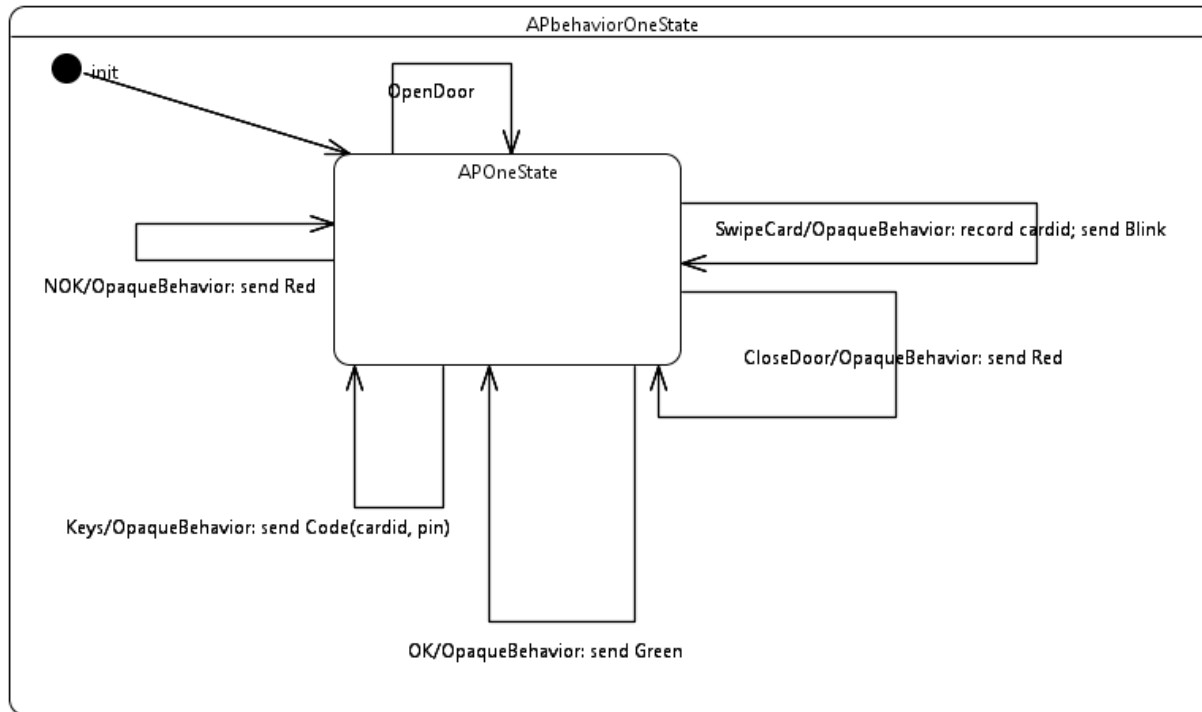 APbehaviorOneState
init
OpenDoor
APOneState
SwipeCard/OpaqueBehavior: record cardid; send Blink
NOK/OpaqueBehavior: send Red
CloseDoor/OpaqueBehavior: send Red
Keys/OpaqueBehavior: send Code(cardid, pin)
OK/OpaqueBehavior: send Green